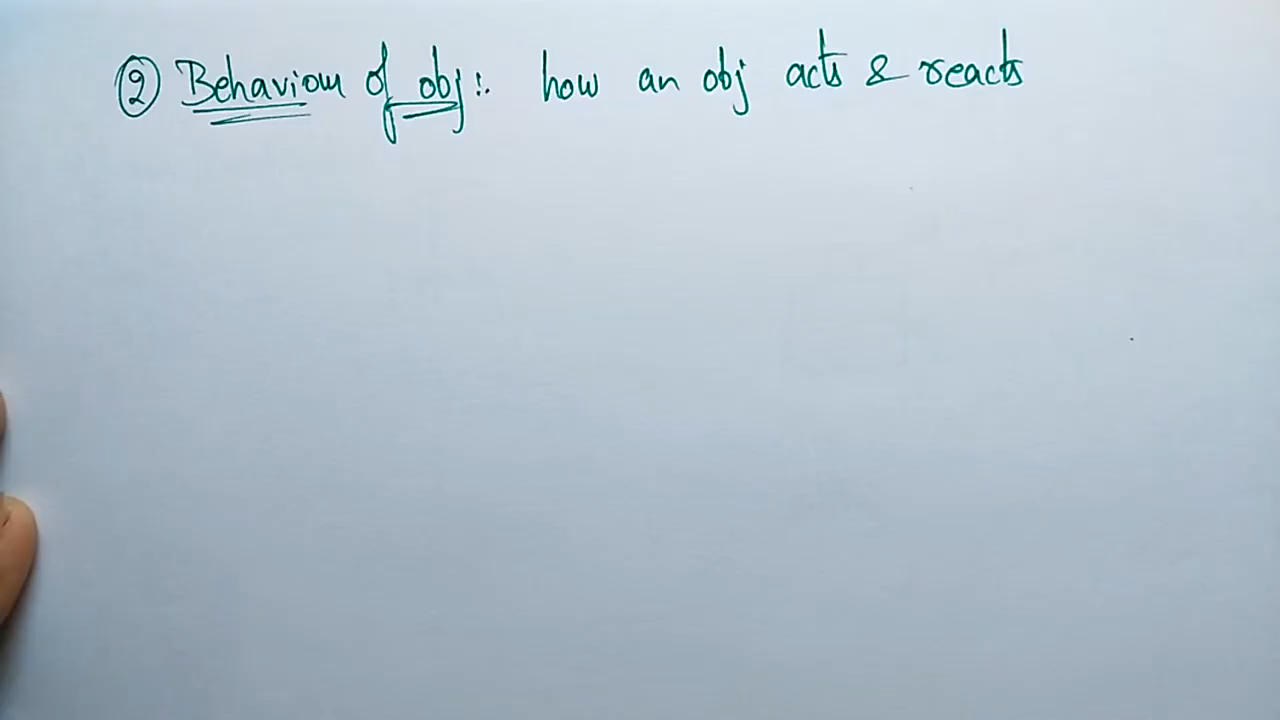 ② Behaviour of obj:. how an obj acts & reacts